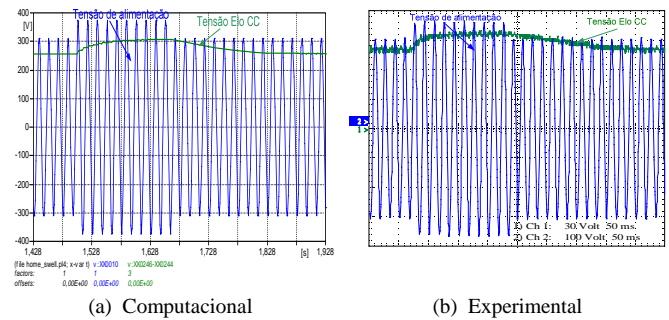 Tensão de alimentação
Tensão Elo CC
400
[V]
300
200
100
0
-100
-200
-300
-400
1,428
1,528
1,628
1,728
1,828
[s]
1,928
(File home_swell.pl4; x-var t) v:XX0010 v:XX0246-XX0244
factors: 1 1 3
offsets: 0,00E+00 0,00E+00 0,00E+00
(a) Computacional
Tensão de alimentação
Tensão Elo CC
2>
1>
Ch 1: 30 Volt 50 ms
Ch 2: 100 Volt 50 ms
(b) Experimental